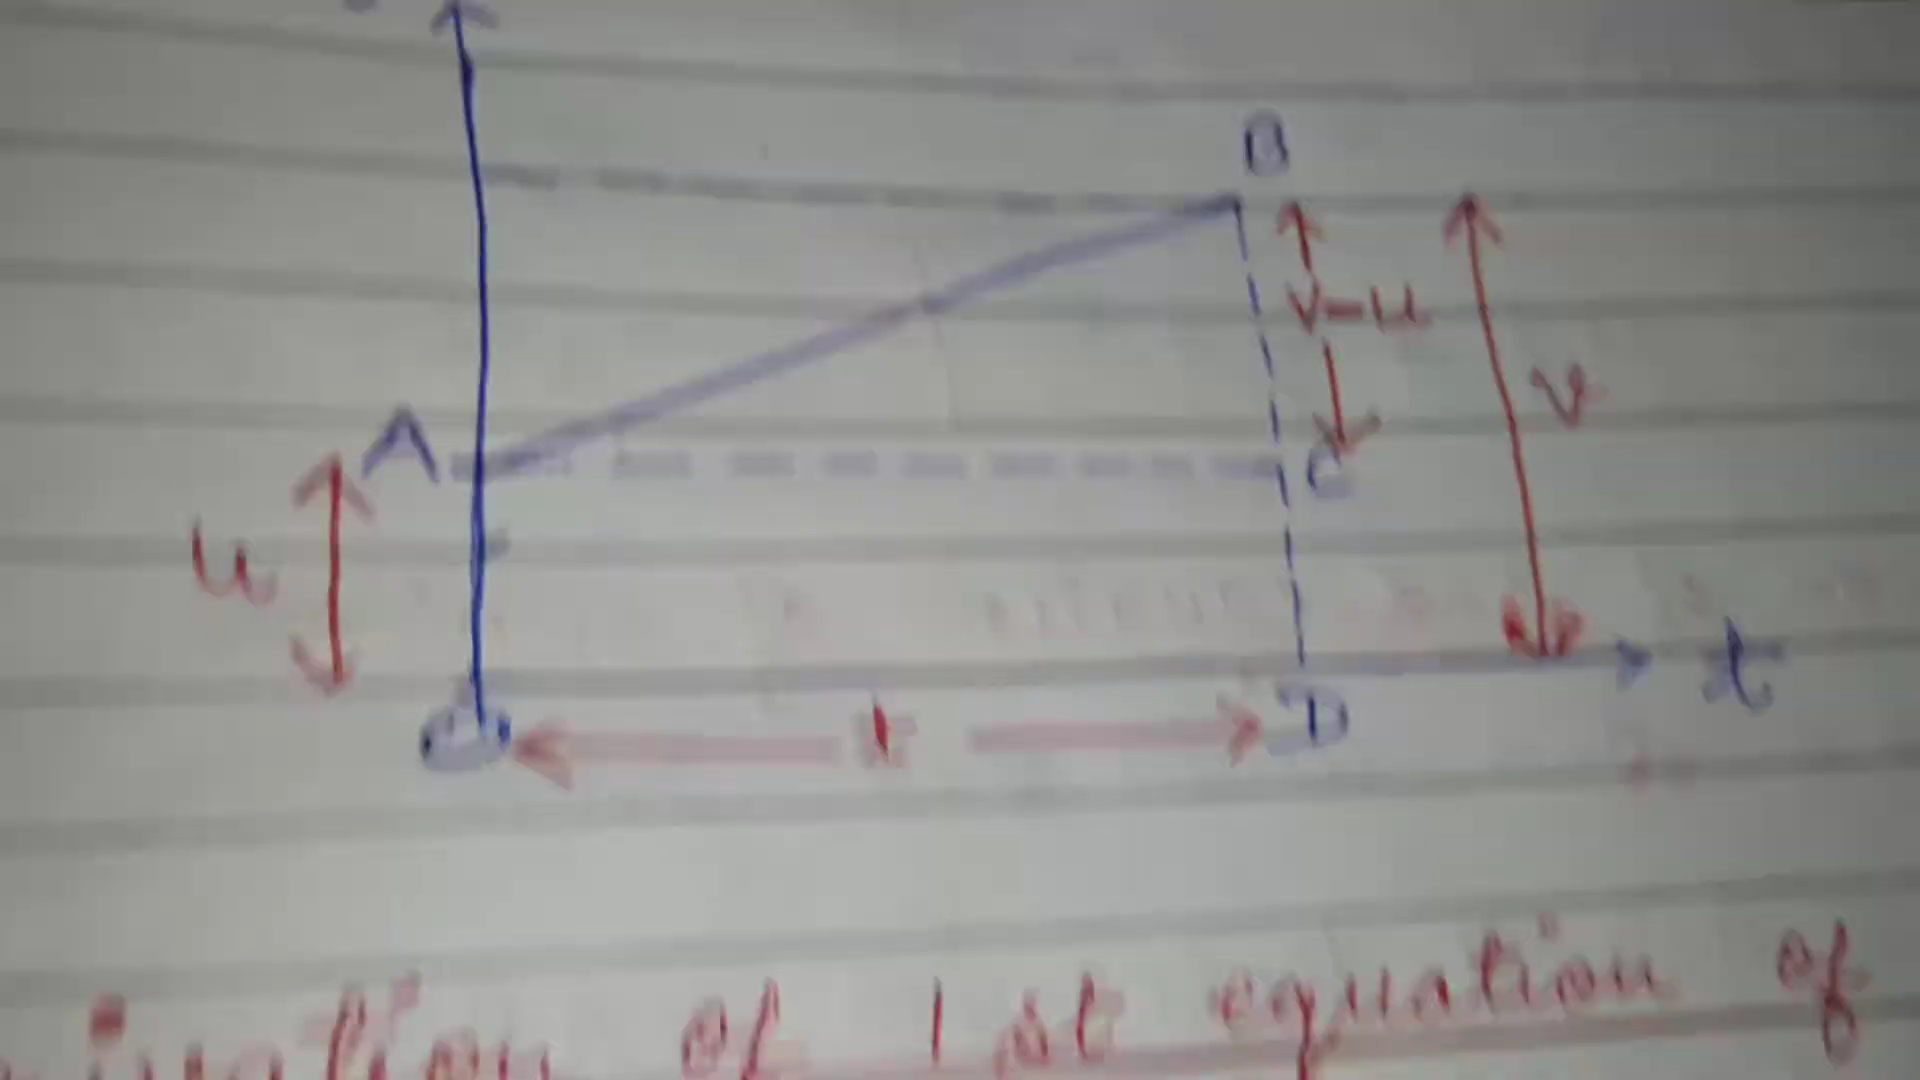 B
v-u
A
v
C
u
t
O
t
D
of 1st equation of